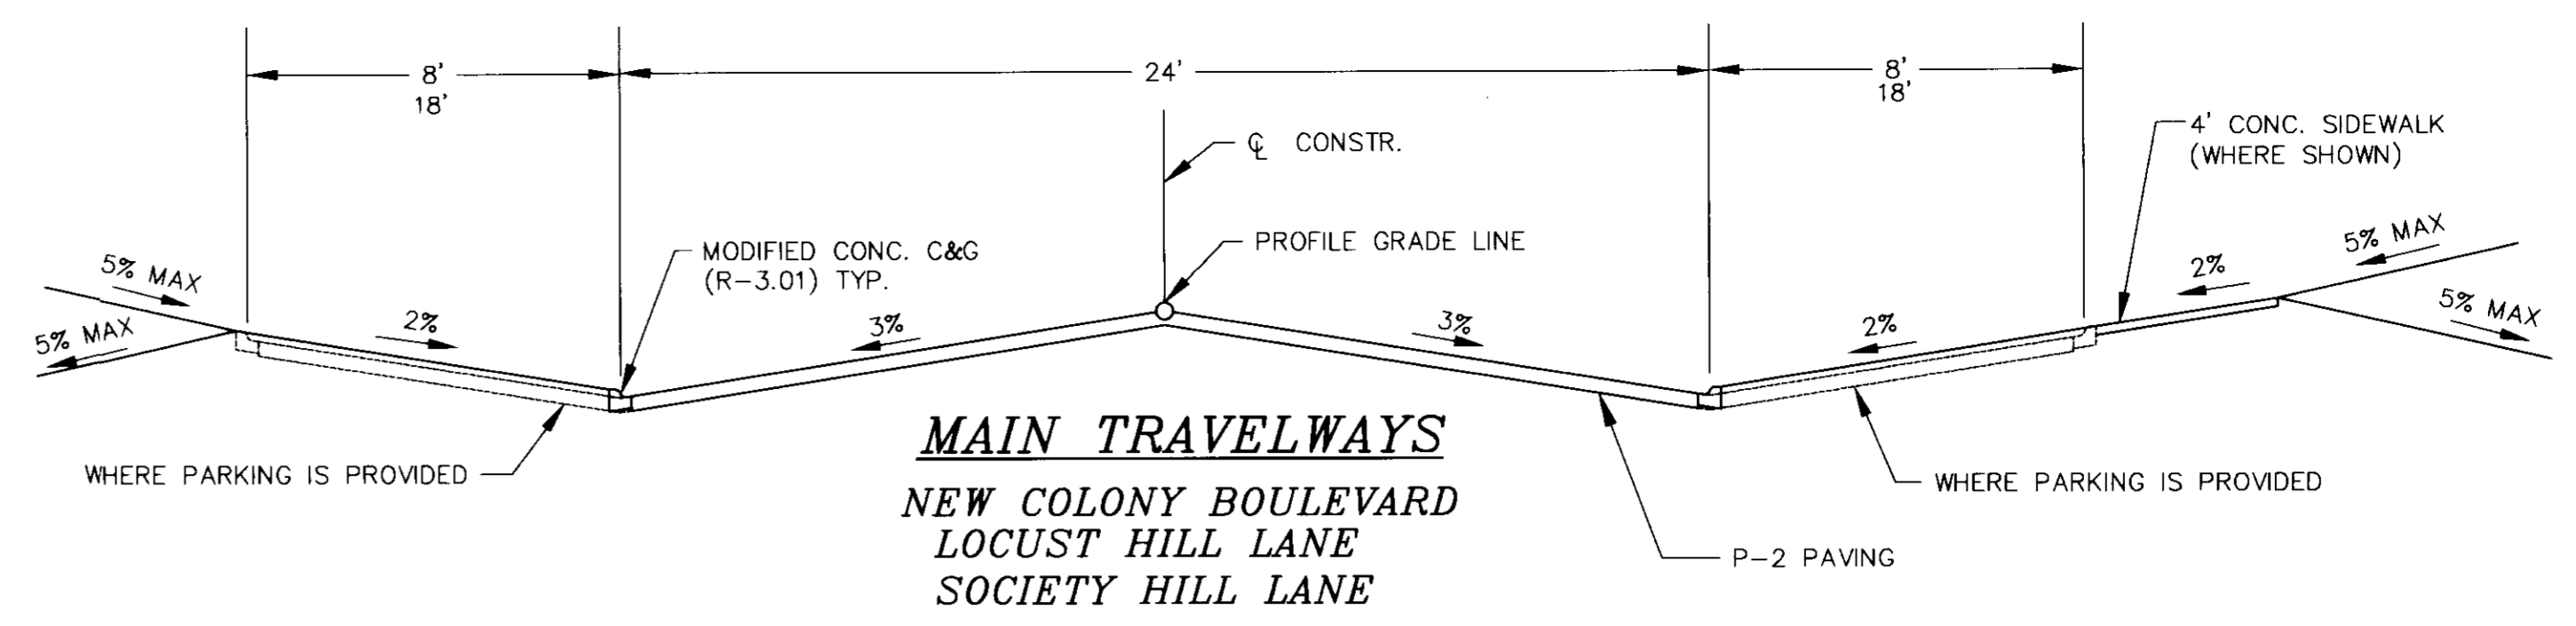 8'
18'
24'
8'
18'
℄ CONSTR.
4' CONC. SIDEWALK
(WHERE SHOWN)
PROFILE GRADE LINE
MODIFIED CONC. C&G
(R-3.01) TYP.
5% MAX
5% MAX
2%
3%
3%
2%
2%
5% MAX
5% MAX
WHERE PARKING IS PROVIDED
WHERE PARKING IS PROVIDED
P-2 PAVING
MAIN TRAVELWAYS
NEW COLONY BOULEVARD
LOCUST HILL LANE
SOCIETY HILL LANE